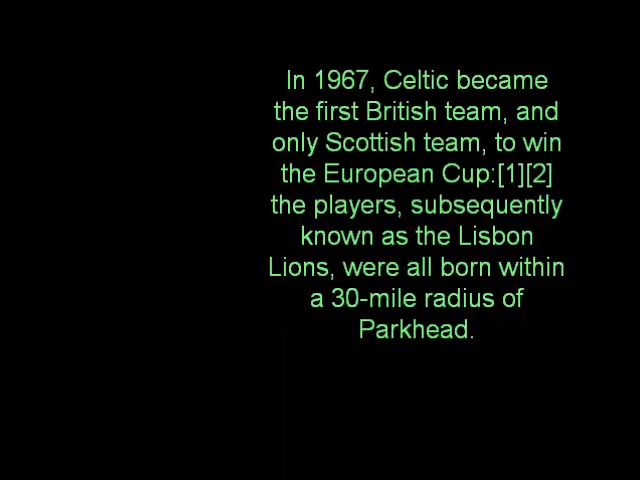 In 1967, Celtic became
the first British team, and
only Scottish team, to win
the European Cup:[1][2]
the players, subsequently
known as the Lisbon
Lions, were all born within
a 30-mile radius of
Parkhead.